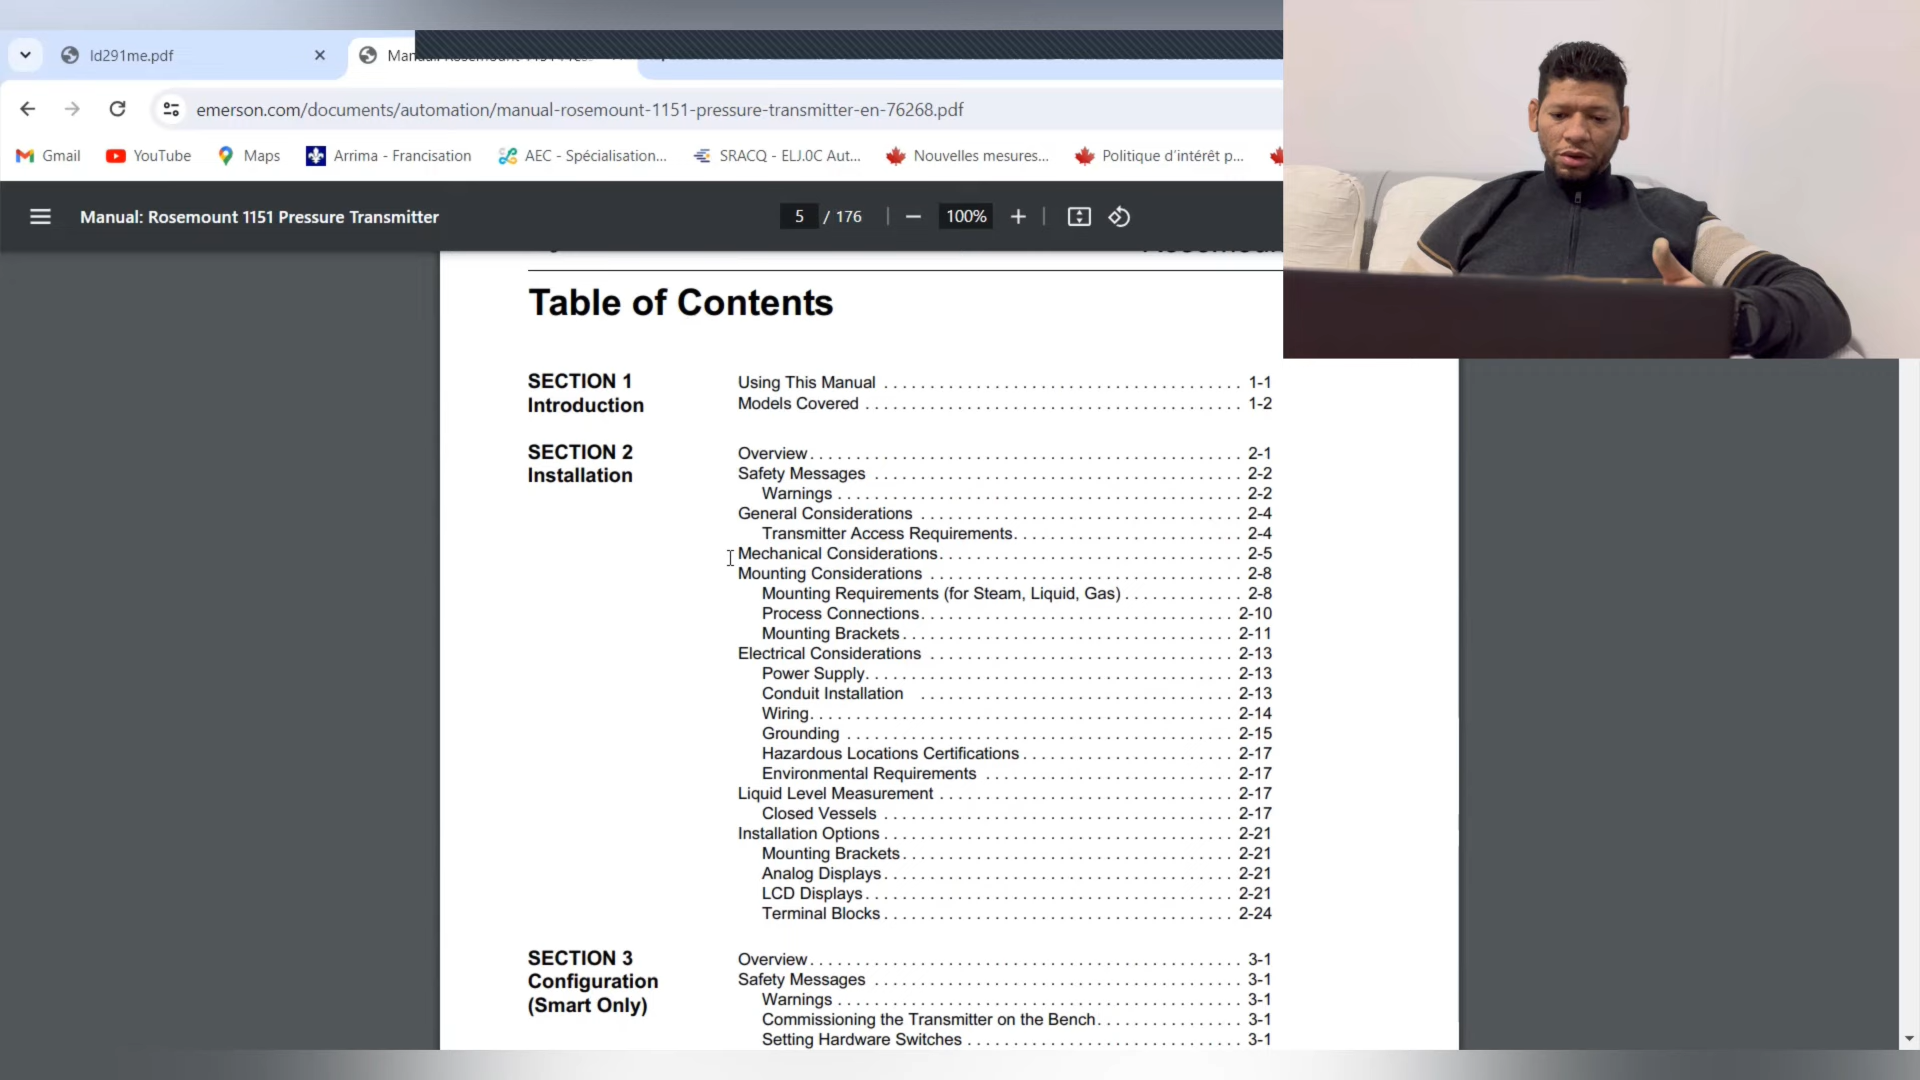 ld291me.pdf
emerson.com/documents/automation/manual-rosemount-1151-pressure-transmitter-en-76268.pdf
Gmail YouTube Maps Arrima - Francisation AEC - Spécialisation... SRACQ - ELJ.0C Aut... Nouvelles mesures... Politique d'intérêt p...
Manual: Rosemount 1151 Pressure Transmitter 5 / 176 100%
Table of Contents
SECTION 1
Introduction
Using This Manual . . . . . . . . . . . . . . . . . . . . . . . . . . . . . . . . . . . . . . . 1-1
Models Covered . . . . . . . . . . . . . . . . . . . . . . . . . . . . . . . . . . . . . . . . 1-2
SECTION 2
Installation
Overview . . . . . . . . . . . . . . . . . . . . . . . . . . . . . . . . . . . . . . . . . . . . . . 2-1
Safety Messages . . . . . . . . . . . . . . . . . . . . . . . . . . . . . . . . . . . . . . . 2-2
Warnings . . . . . . . . . . . . . . . . . . . . . . . . . . . . . . . . . . . . . . . . . . . 2-2
General Considerations . . . . . . . . . . . . . . . . . . . . . . . . . . . . . . . . . . 2-4
Transmitter Access Requirements. . . . . . . . . . . . . . . . . . . . . . . . . 2-4
Mechanical Considerations . . . . . . . . . . . . . . . . . . . . . . . . . . . . . . . . 2-5
Mounting Considerations . . . . . . . . . . . . . . . . . . . . . . . . . . . . . . . . . 2-8
Mounting Requirements (for Steam, Liquid, Gas) . . . . . . . . . . . . . 2-8
Process Connections . . . . . . . . . . . . . . . . . . . . . . . . . . . . . . . . . 2-10
Mounting Brackets . . . . . . . . . . . . . . . . . . . . . . . . . . . . . . . . . . . 2-11
Electrical Considerations . . . . . . . . . . . . . . . . . . . . . . . . . . . . . . . . 2-13
Power Supply . . . . . . . . . . . . . . . . . . . . . . . . . . . . . . . . . . . . . . . 2-13
Conduit Installation . . . . . . . . . . . . . . . . . . . . . . . . . . . . . . . . . . 2-13
Wiring . . . . . . . . . . . . . . . . . . . . . . . . . . . . . . . . . . . . . . . . . . . . 2-14
Grounding . . . . . . . . . . . . . . . . . . . . . . . . . . . . . . . . . . . . . . . . . 2-15
Hazardous Locations Certifications . . . . . . . . . . . . . . . . . . . . . . 2-17
Environmental Requirements . . . . . . . . . . . . . . . . . . . . . . . . . . . 2-17
Liquid Level Measurement . . . . . . . . . . . . . . . . . . . . . . . . . . . . . . . 2-17
Closed Vessels . . . . . . . . . . . . . . . . . . . . . . . . . . . . . . . . . . . . . 2-17
Installation Options . . . . . . . . . . . . . . . . . . . . . . . . . . . . . . . . . . . . . 2-21
Mounting Brackets . . . . . . . . . . . . . . . . . . . . . . . . . . . . . . . . . . . 2-21
Analog Displays . . . . . . . . . . . . . . . . . . . . . . . . . . . . . . . . . . . . . 2-21
LCD Displays . . . . . . . . . . . . . . . . . . . . . . . . . . . . . . . . . . . . . . . 2-21
Terminal Blocks . . . . . . . . . . . . . . . . . . . . . . . . . . . . . . . . . . . . . 2-24
SECTION 3
Configuration
(Smart Only)
Overview . . . . . . . . . . . . . . . . . . . . . . . . . . . . . . . . . . . . . . . . . . . . . . 3-1
Safety Messages . . . . . . . . . . . . . . . . . . . . . . . . . . . . . . . . . . . . . . . 3-1
Warnings . . . . . . . . . . . . . . . . . . . . . . . . . . . . . . . . . . . . . . . . . . . 3-1
Commissioning the Transmitter on the Bench . . . . . . . . . . . . . . . . 3-1
Setting Hardware Switches . . . . . . . . . . . . . . . . . . . . . . . . . . . . . . 3-1